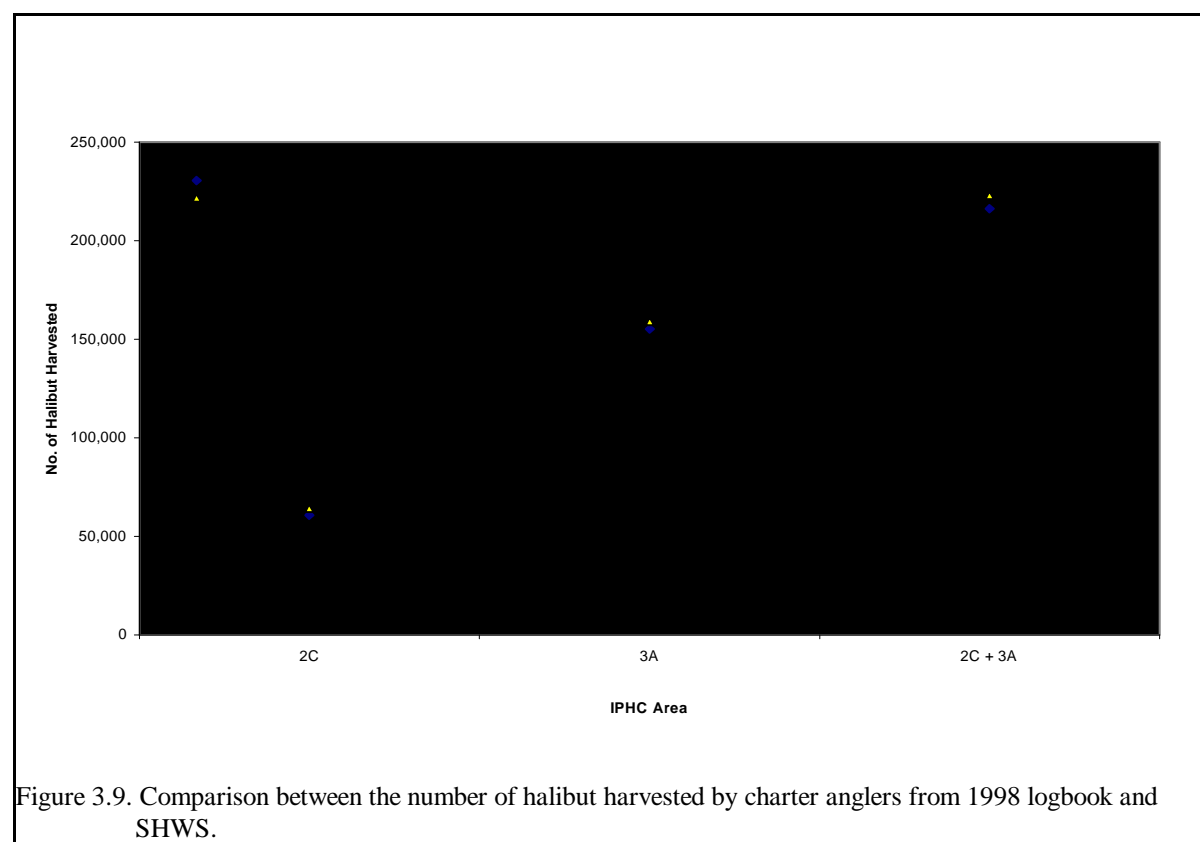 250,000
200,000
150,000
100,000
50,000
0
No. of Halibut Harvested
2C
3A
2C + 3A
IPHC Area
Figure 3.9. Comparison between the number of halibut harvested by charter anglers from 1998 logbook and
SHWS.